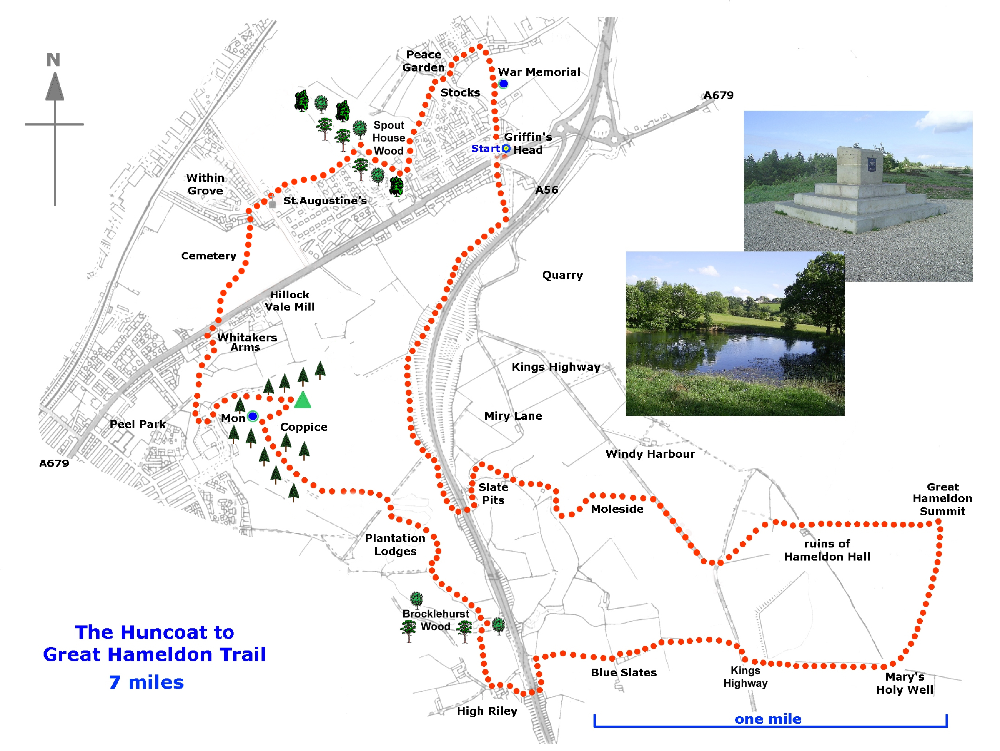 N
Peace
Garden
War Memorial
Stocks
A679
Spout
House
Wood
Griffin's
Head
Start
Within
Grove
St.Augustine's
A56
Cemetery
Quarry
Hillock
Vale Mill
Whitakers
Arms
Kings Highway
Mon
Coppice
Peel Park
Miry Lane
A679
Windy Harbour
Slate
Pits
Moleside
Great
Hameldon
Summit
Plantation
Lodges
ruins of
Hameldon Hall
Brocklehurst
Wood
The Huncoat to
Great Hameldon Trail
7 miles
Blue Slates
Kings
Highway
Mary's
Holy Well
High Riley
one mile